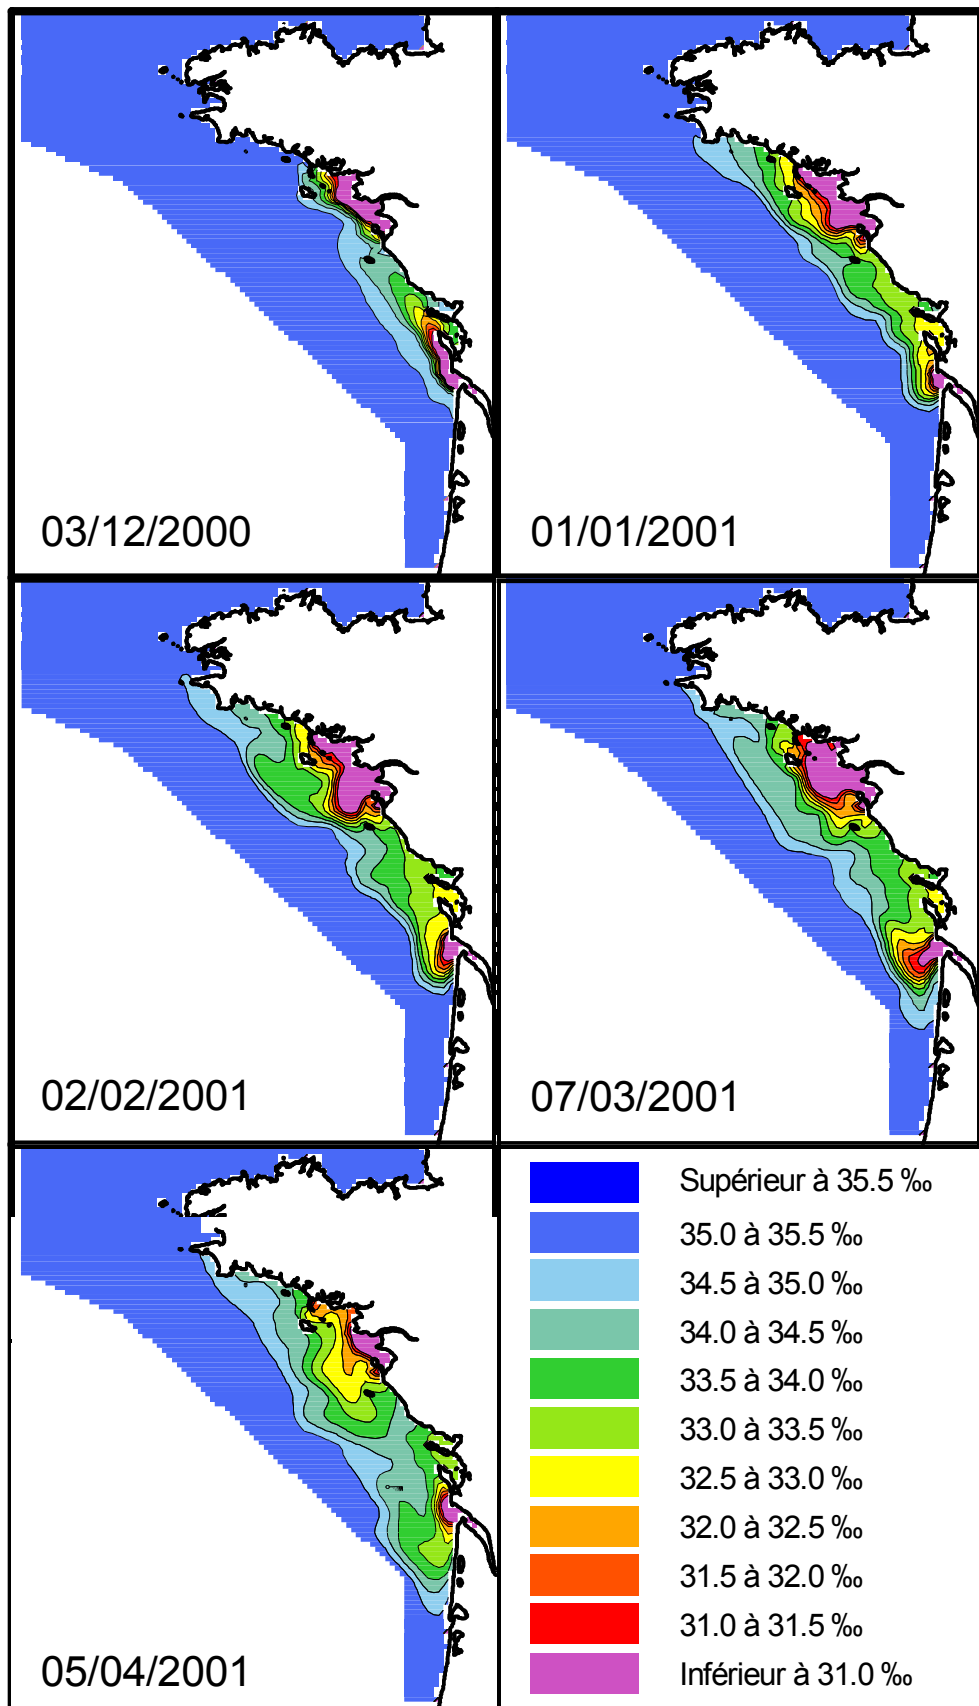 03/12/2000
01/01/2001
02/02/2001
07/03/2001
05/04/2001
Supérieur à 35.5 ‰
35.0 à 35.5 ‰
34.5 à 35.0 ‰
34.0 à 34.5 ‰
33.5 à 34.0 ‰
33.0 à 33.5 ‰
32.5 à 33.0 ‰
32.0 à 32.5 ‰
31.5 à 32.0 ‰
31.0 à 31.5 ‰
Inférieur à 31.0 ‰